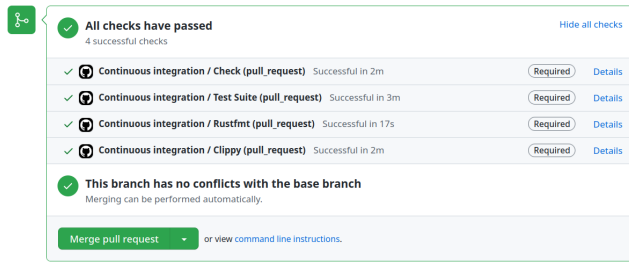 All checks have passed
Hide all checks
4 successful checks
Continuous integration / Check (pull_request) Successful in 2m Required Details
Continuous integration / Test Suite (pull_request) Successful in 3m Required Details
Continuous integration / Rustfmt (pull_request) Successful in 17s Required Details
Continuous integration / Clippy (pull_request) Successful in 2m Required Details
This branch has no conflicts with the base branch
Merging can be performed automatically.
Merge pull request or view command line instructions.